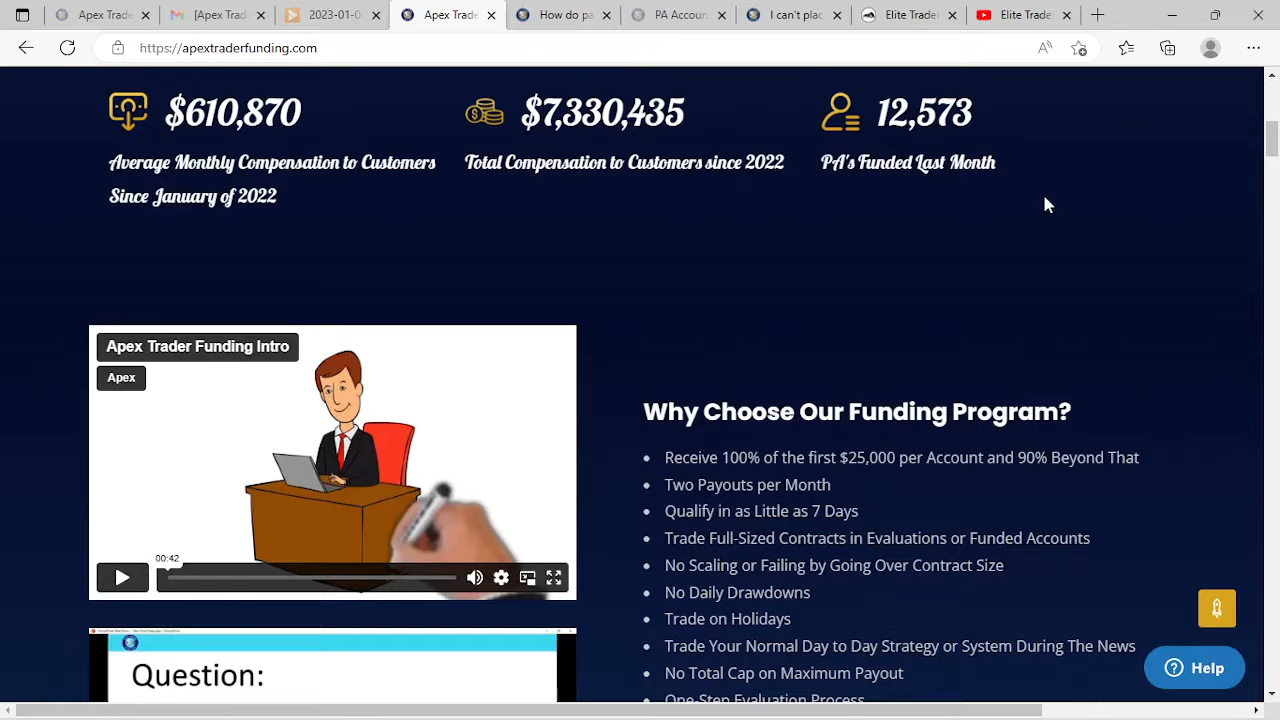 Apex Trade
[Apex Trad
2023-01-0
Apex Trade
How do pa
PA Accoun
I can't plac
Elite Trade
Elite Trade
https://apextraderfunding.com
$610,870
$7,330,435
12,573
Average Monthly Compensation to Customers
Since January of 2022
Total Compensation to Customers since 2022
PA's Funded Last Month
Apex Trader Funding Intro
Apex
00:42
Why Choose Our Funding Program?
Receive 100% of the first $25,000 per Account and 90% Beyond That
Two Payouts per Month
Qualify in as Little as 7 Days
Trade Full-Sized Contracts in Evaluations or Funded Accounts
No Scaling or Failing by Going Over Contract Size
No Daily Drawdowns
Trade on Holidays
Trade Your Normal Day to Day Strategy or System During The News
No Total Cap on Maximum Payout
One-Step Evaluation Process
Question:
Help